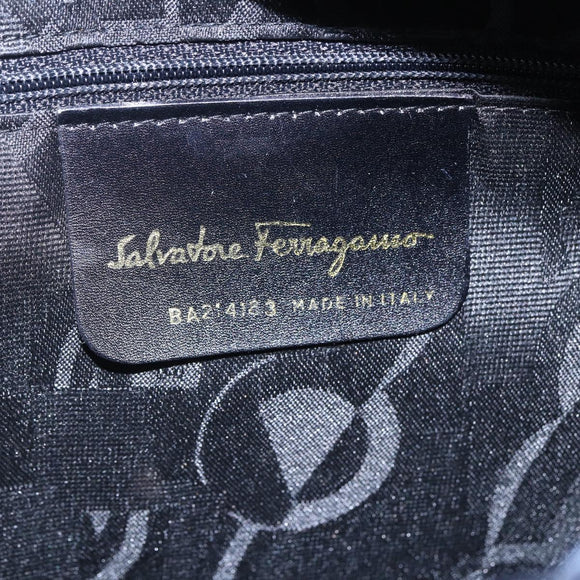 Salvatore Ferragamo
BA214183 MADE IN ITALY